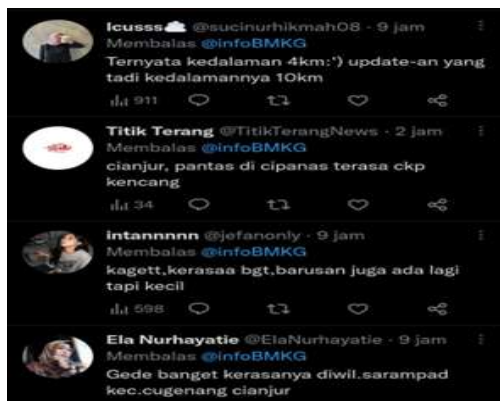 Icusss @sucinurhikmah08 · 9 jam
Membalas @infoBMKG
Ternyata kedalaman 4km:') update-an yang
tadi kedalamannya 10km
911
Titik Terang @TitikTerangNews · 2 jam
Membalas @infoBMKG
cianjur, pantas di cipanas terasa ckp
kencang
34
intannnnn @jefanonly · 9 jam
Membalas @infoBMKG
kagett,kerasaa bgt,barusan juga ada lagi
tapi kecil
598
Ela Nurhayatie @ElaNurhayatie · 9 jam
Membalas @infoBMKG
Gede banget kerasanya diwil.sarampad
kec.cugenang cianjur